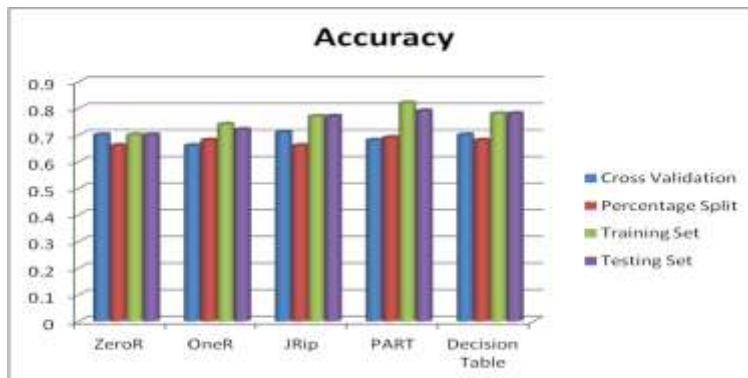 Accuracy
0.9
0.8
0.7
0.6
0.5
0.4
0.3
0.2
0.1
0
ZeroR
OneR
JRip
PART
Decision
Table
Cross Validation
Percentage Split
Training Set
Testing Set